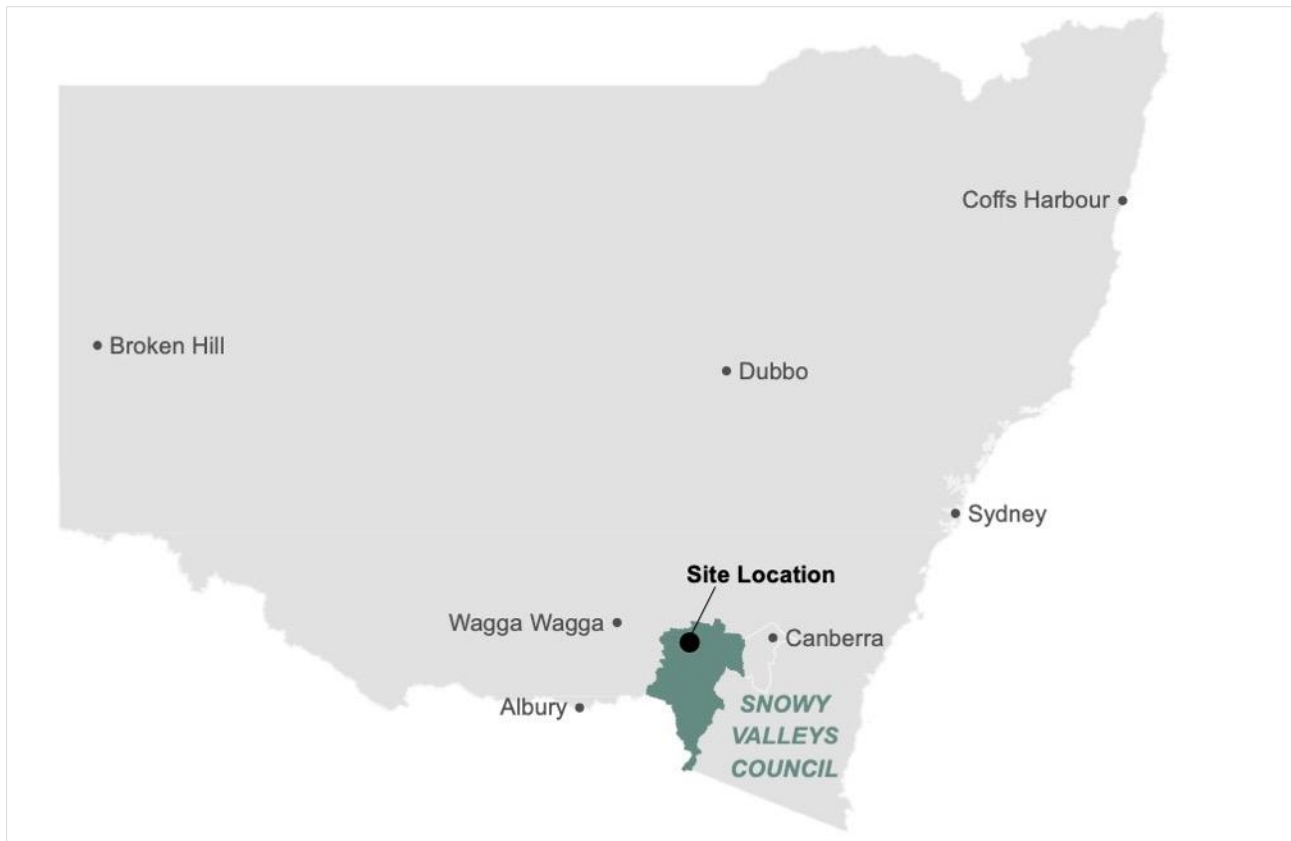 Coffs Harbour
Broken Hill
Dubbo
Sydney
Site Location
Wagga Wagga
Canberra
Albury
SNOWY
VALLEYS
COUNCIL